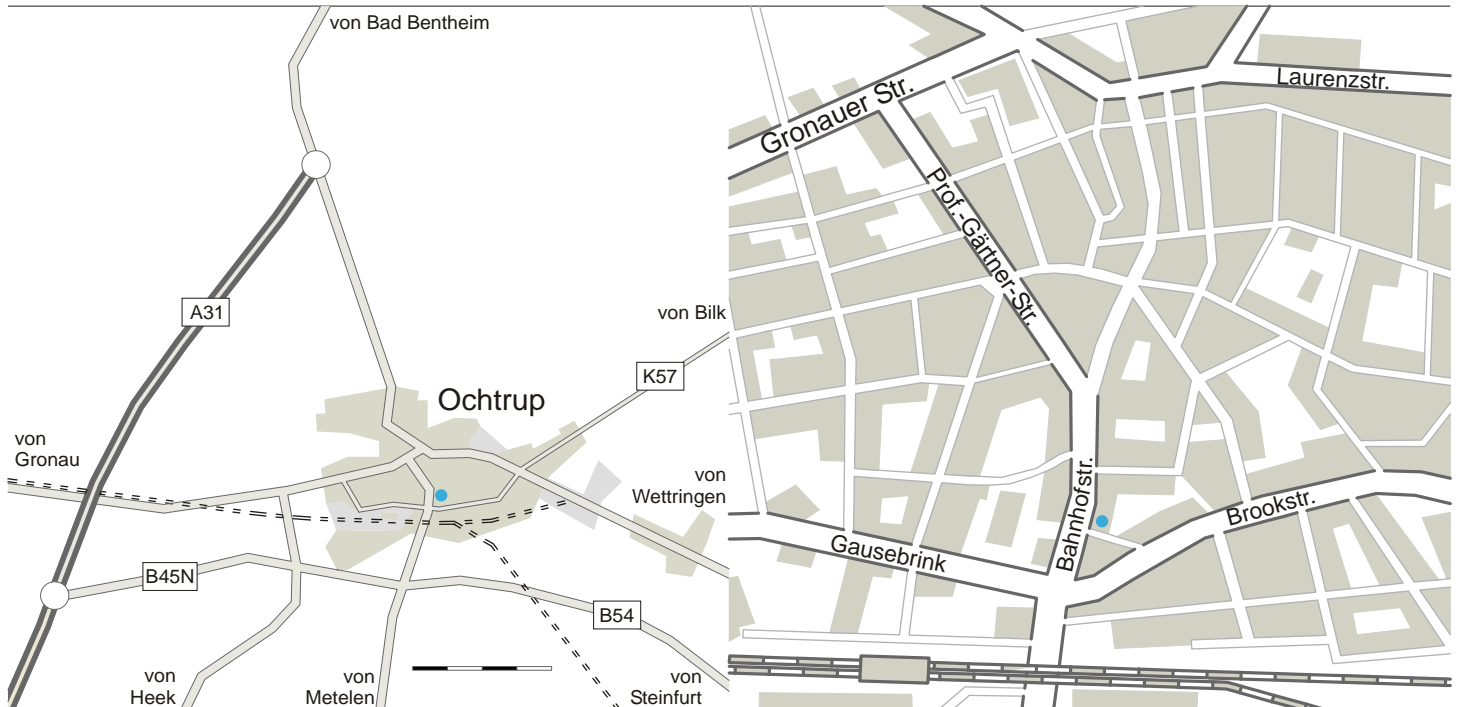 von Bad Bentheim
A31
von Bilk
K57
Ochtrup
von
Gronau
von
Wettringen
B45N
B54
von
Heek
von
Metelen
von
Steinfurt
Gronauer Str.
Laurenzstr.
Prof.-Gärtner-Str.
Bahnhofstr.
Brookstr.
Gausebrink